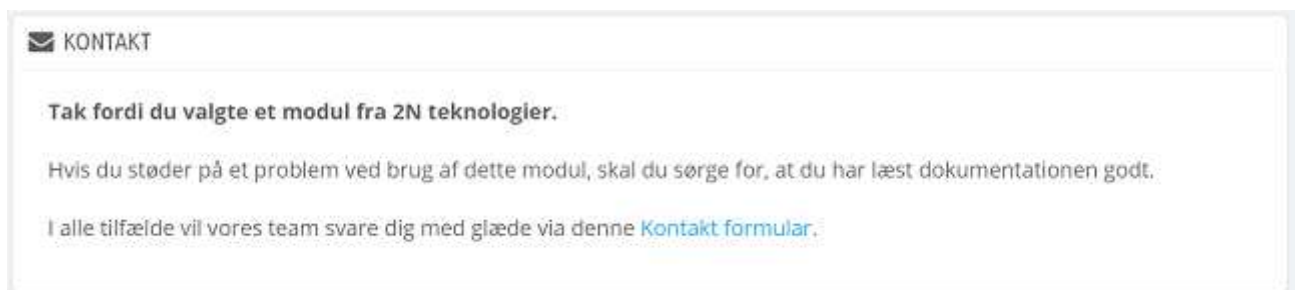 KONTAKT
Tak fordi du valgte et modul fra 2N teknologier.
Hvis du støder på et problem ved brug af dette modul, skal du sørge for, at du har læst dokumentationen godt.
I alle tilfælde vil vores team svare dig med glæde via denne Kontakt formular.